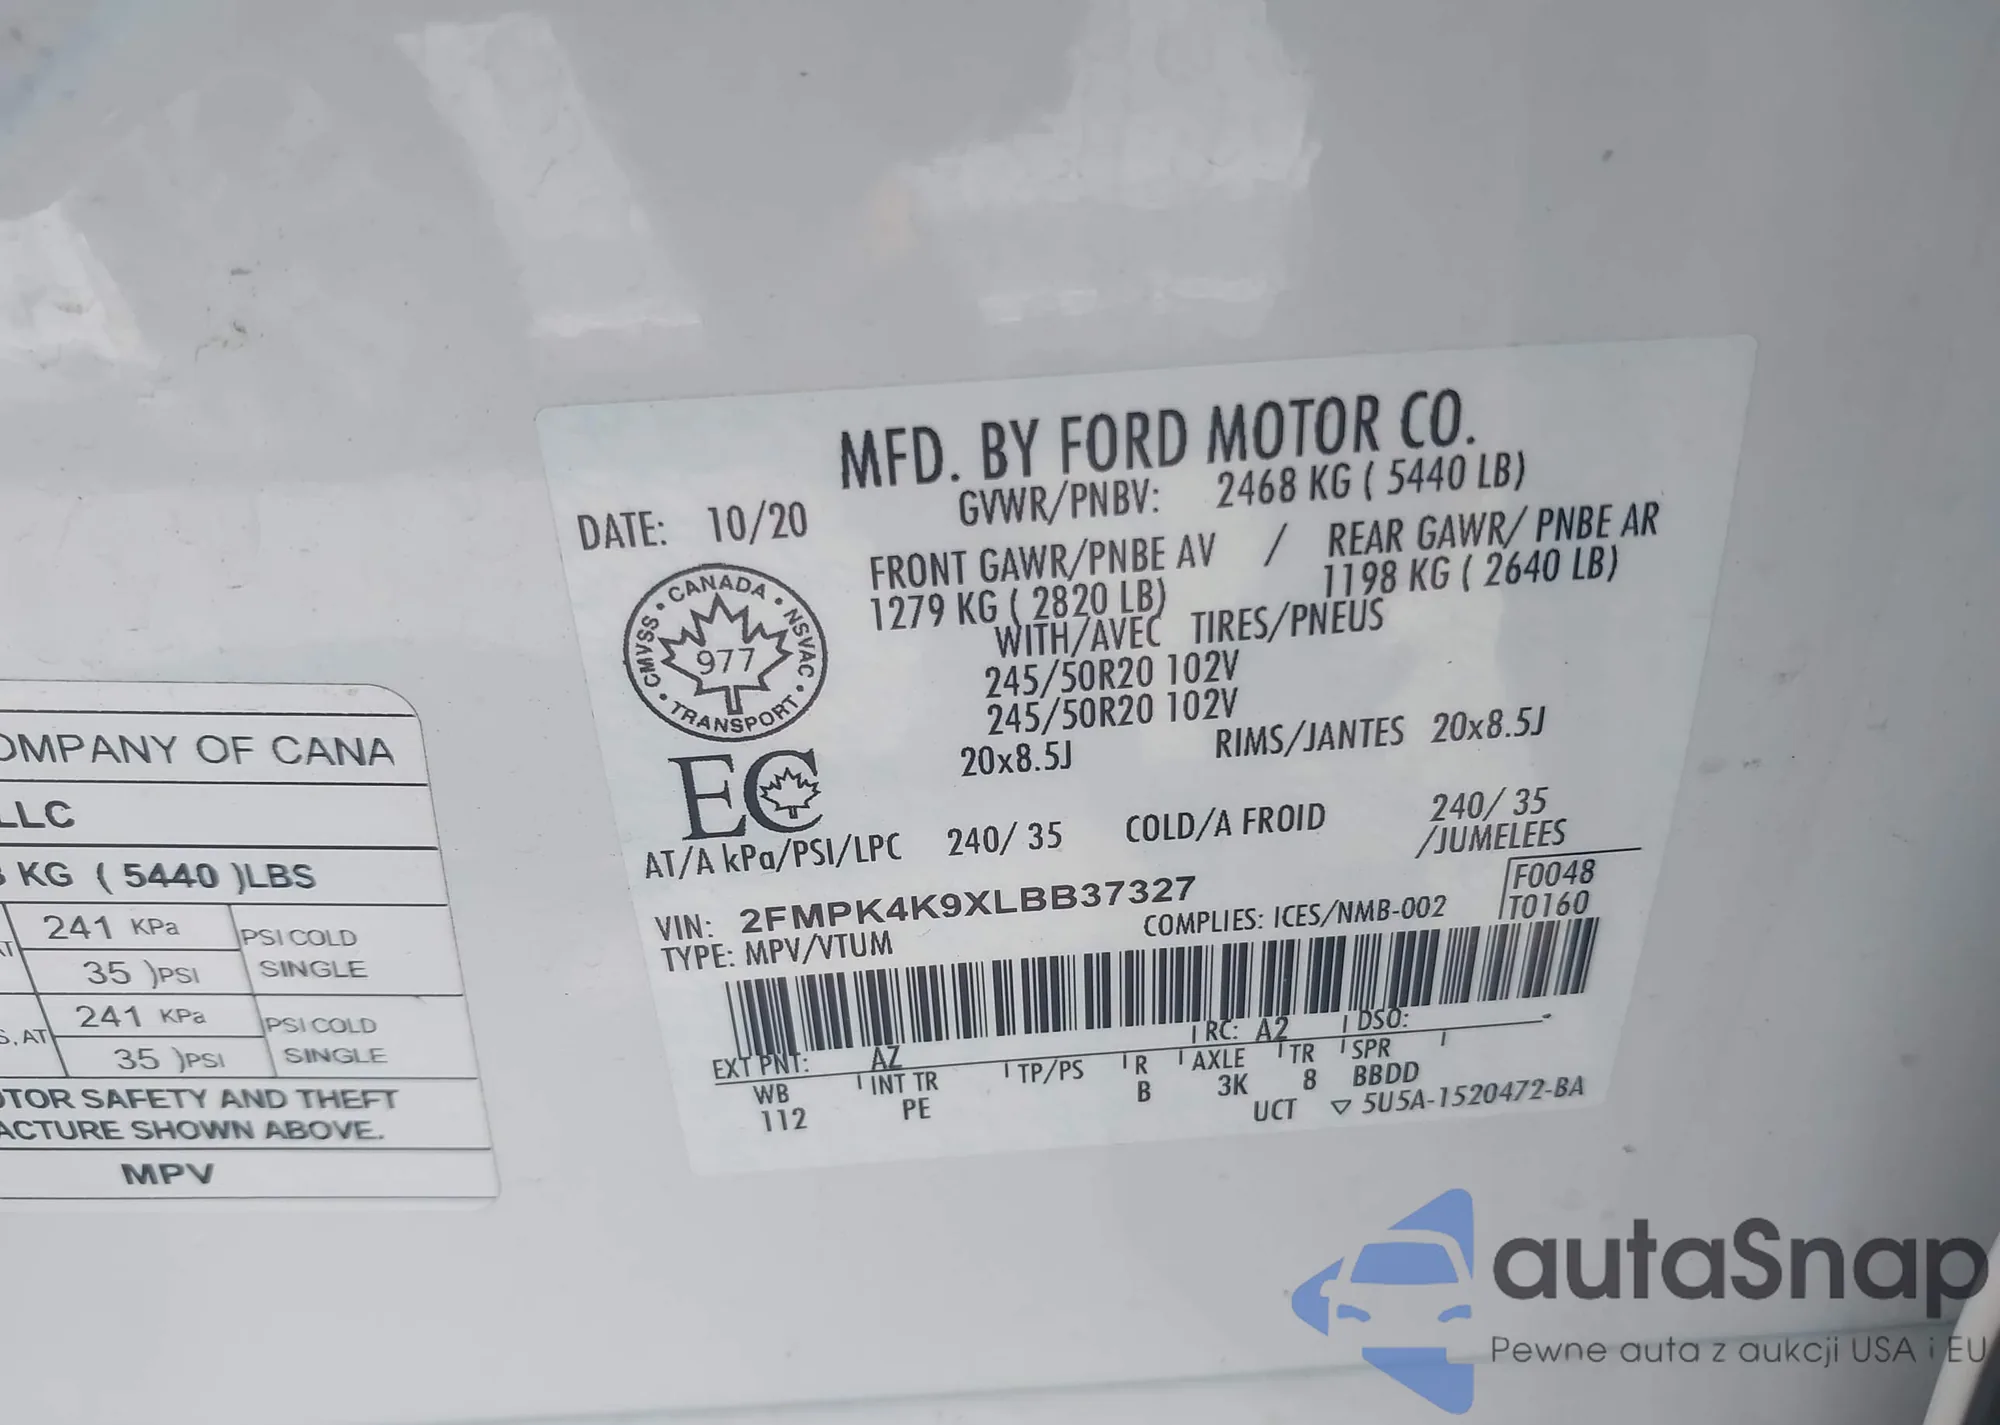 MFD. BY FORD MOTOR CO.
DATE: 10/20
GVWR/PNBV: 2468 KG ( 5440 LB)
FRONT GAWR/PNBE AV / REAR GAWR/ PNBE AR
1279 KG ( 2820 LB) 1198 KG ( 2640 LB)
WITH/AVEC TIRES/PNEUS
245/50R20 102V
245/50R20 102V
20x8.5J RIMS/JANTES 20x8.5J
CANADA • NSVAC • TRANSPORT • CMVSS •
977
EC
AT/A kPa/PSI/LPC 240/ 35 COLD/A FROID 240/ 35
/JUMELEES
VIN: 2FMPK4K9XLBB37327
F0048
T0160
TYPE: MPV/VTUM COMPLIES: ICES/NMB-002
EXT PNT: AZ RC: A2 DSO:
WB INT TR TP/PS R AXLE TR SPR
112 PE B 3K 8 BBDD
UCT ▽ 5U5A-1520472-BA
OMPANY OF CANA
LLC
KG ( 5440 )LBS
241 KPa PSI COLD
35 )PSI SINGLE
S, AT 241 KPa PSI COLD
35 )PSI SINGLE
TOR SAFETY AND THEFT
ACTURE SHOWN ABOVE.
MPV
autaSnap
Pewne auta z aukcji USA i EU